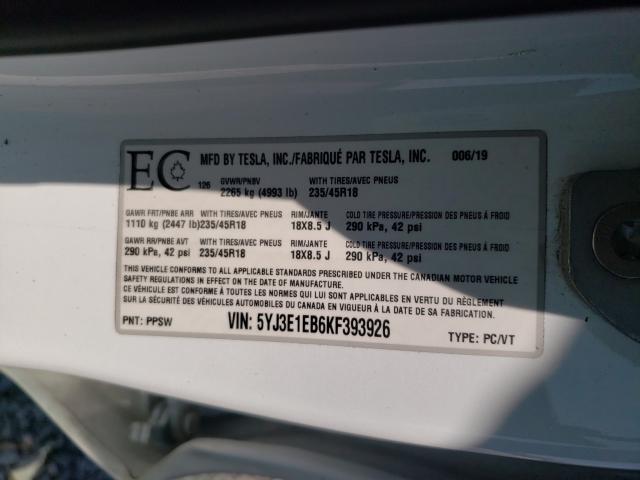 EC MFD BY TESLA, INC./FABRIQUÉ PAR TESLA, INC. 006/19
126 GVWR/PNBV WITH TIRES/AVEC PNEUS
2265 kg (4993 lb) 235/45R18
GAWR FRT/PNBE ARR WITH TIRES/AVEC PNEUS RIM/JANTE COLD TIRE PRESSURE/PRESSION DES PNEUS À FROID
1110 kg (2447 lb) 235/45R18 18X8.5 J 290 kPa, 42 psi
GAWR RR/PNBE AVT WITH TIRES/AVEC PNEUS RIM/JANTE COLD TIRE PRESSURE/PRESSION DES PNEUS À FROID
290 kPa, 42 psi 235/45R18 18X8.5 J 290 kPa, 42 psi
THIS VEHICLE CONFORMS TO ALL APPLICABLE STANDARDS PRESCRIBED UNDER THE CANADIAN MOTOR VEHICLE
SAFETY REGULATIONS IN EFFECT ON THE DATE OF MANUFACTURE.
CE VÉHICULE EST CONFORME À TOUTES LES NORMES QUI LUI SONT APPLICABLES EN VERTU DU RÈGLEMENT
SUR LA SÉCURITÉ DES VÉHICULES AUTOMOBILES DU CANADA EN VIGUEUR À LA DATE DE SA FABRICATION.
PNT: PPSW VIN: 5YJ3E1EB6KF393926 TYPE: PC/VT